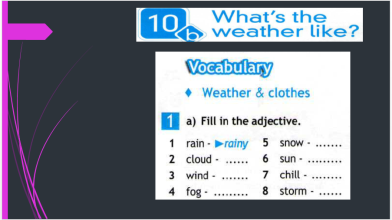 10 b What's the
weather like?
Vocabulary
♦ Weather & clothes
1 a) Fill in the adjective.
1 rain - ▶rainy 5 snow - .......
2 cloud - ...... 6 sun - ........
3 wind - ....... 7 chill - ........
4 fog - ......... 8 storm - ......